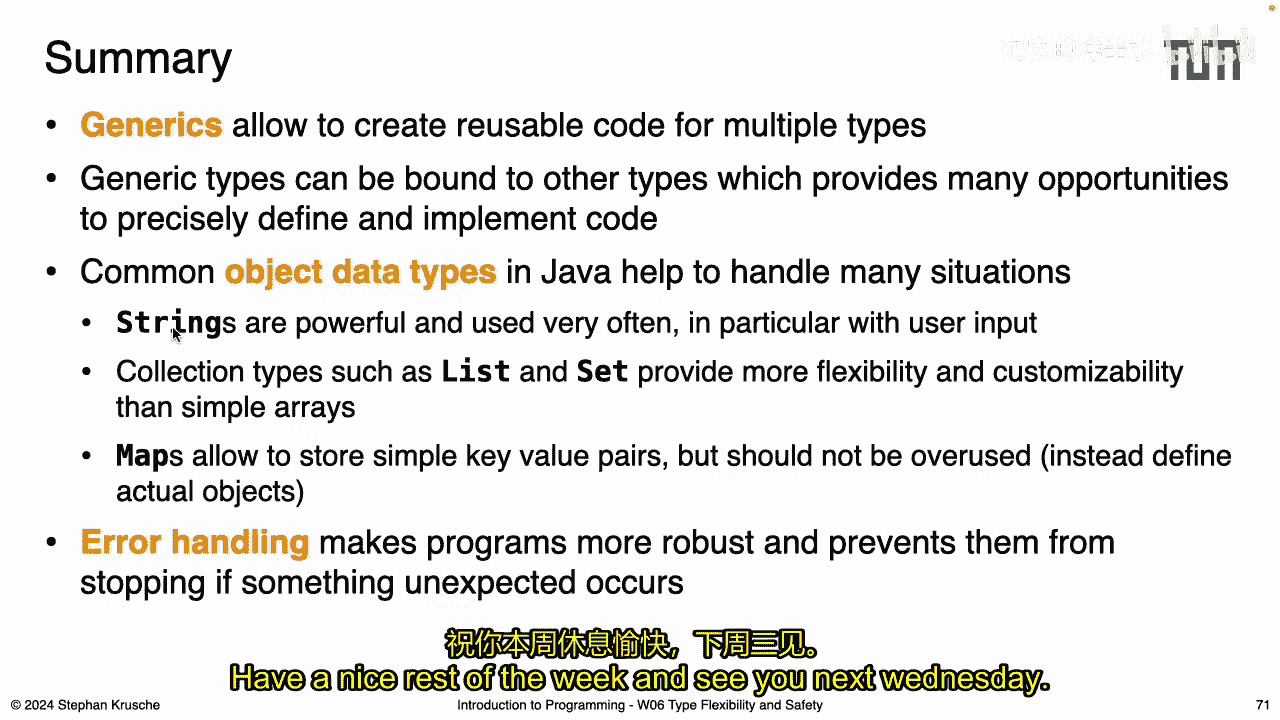 Summary
• Generics allow to create reusable code for multiple types
• Generic types can be bound to other types which provides many opportunities
to precisely define and implement code
• Common object data types in Java help to handle many situations
• Strings are powerful and used very often, in particular with user input
• Collection types such as List and Set provide more flexibility and customizability
than simple arrays
• Maps allow to store simple key value pairs, but should not be overused (instead define
actual objects)
• Error handling makes programs more robust and prevents them from
stopping if something unexpected occurs
祝你本周休息愉快，下周三见。
Have a nice rest of the week and see you next wednesday.
© 2024 Stephan Krusche
Introduction to Programming - W06 Type Flexibility and Safety
71